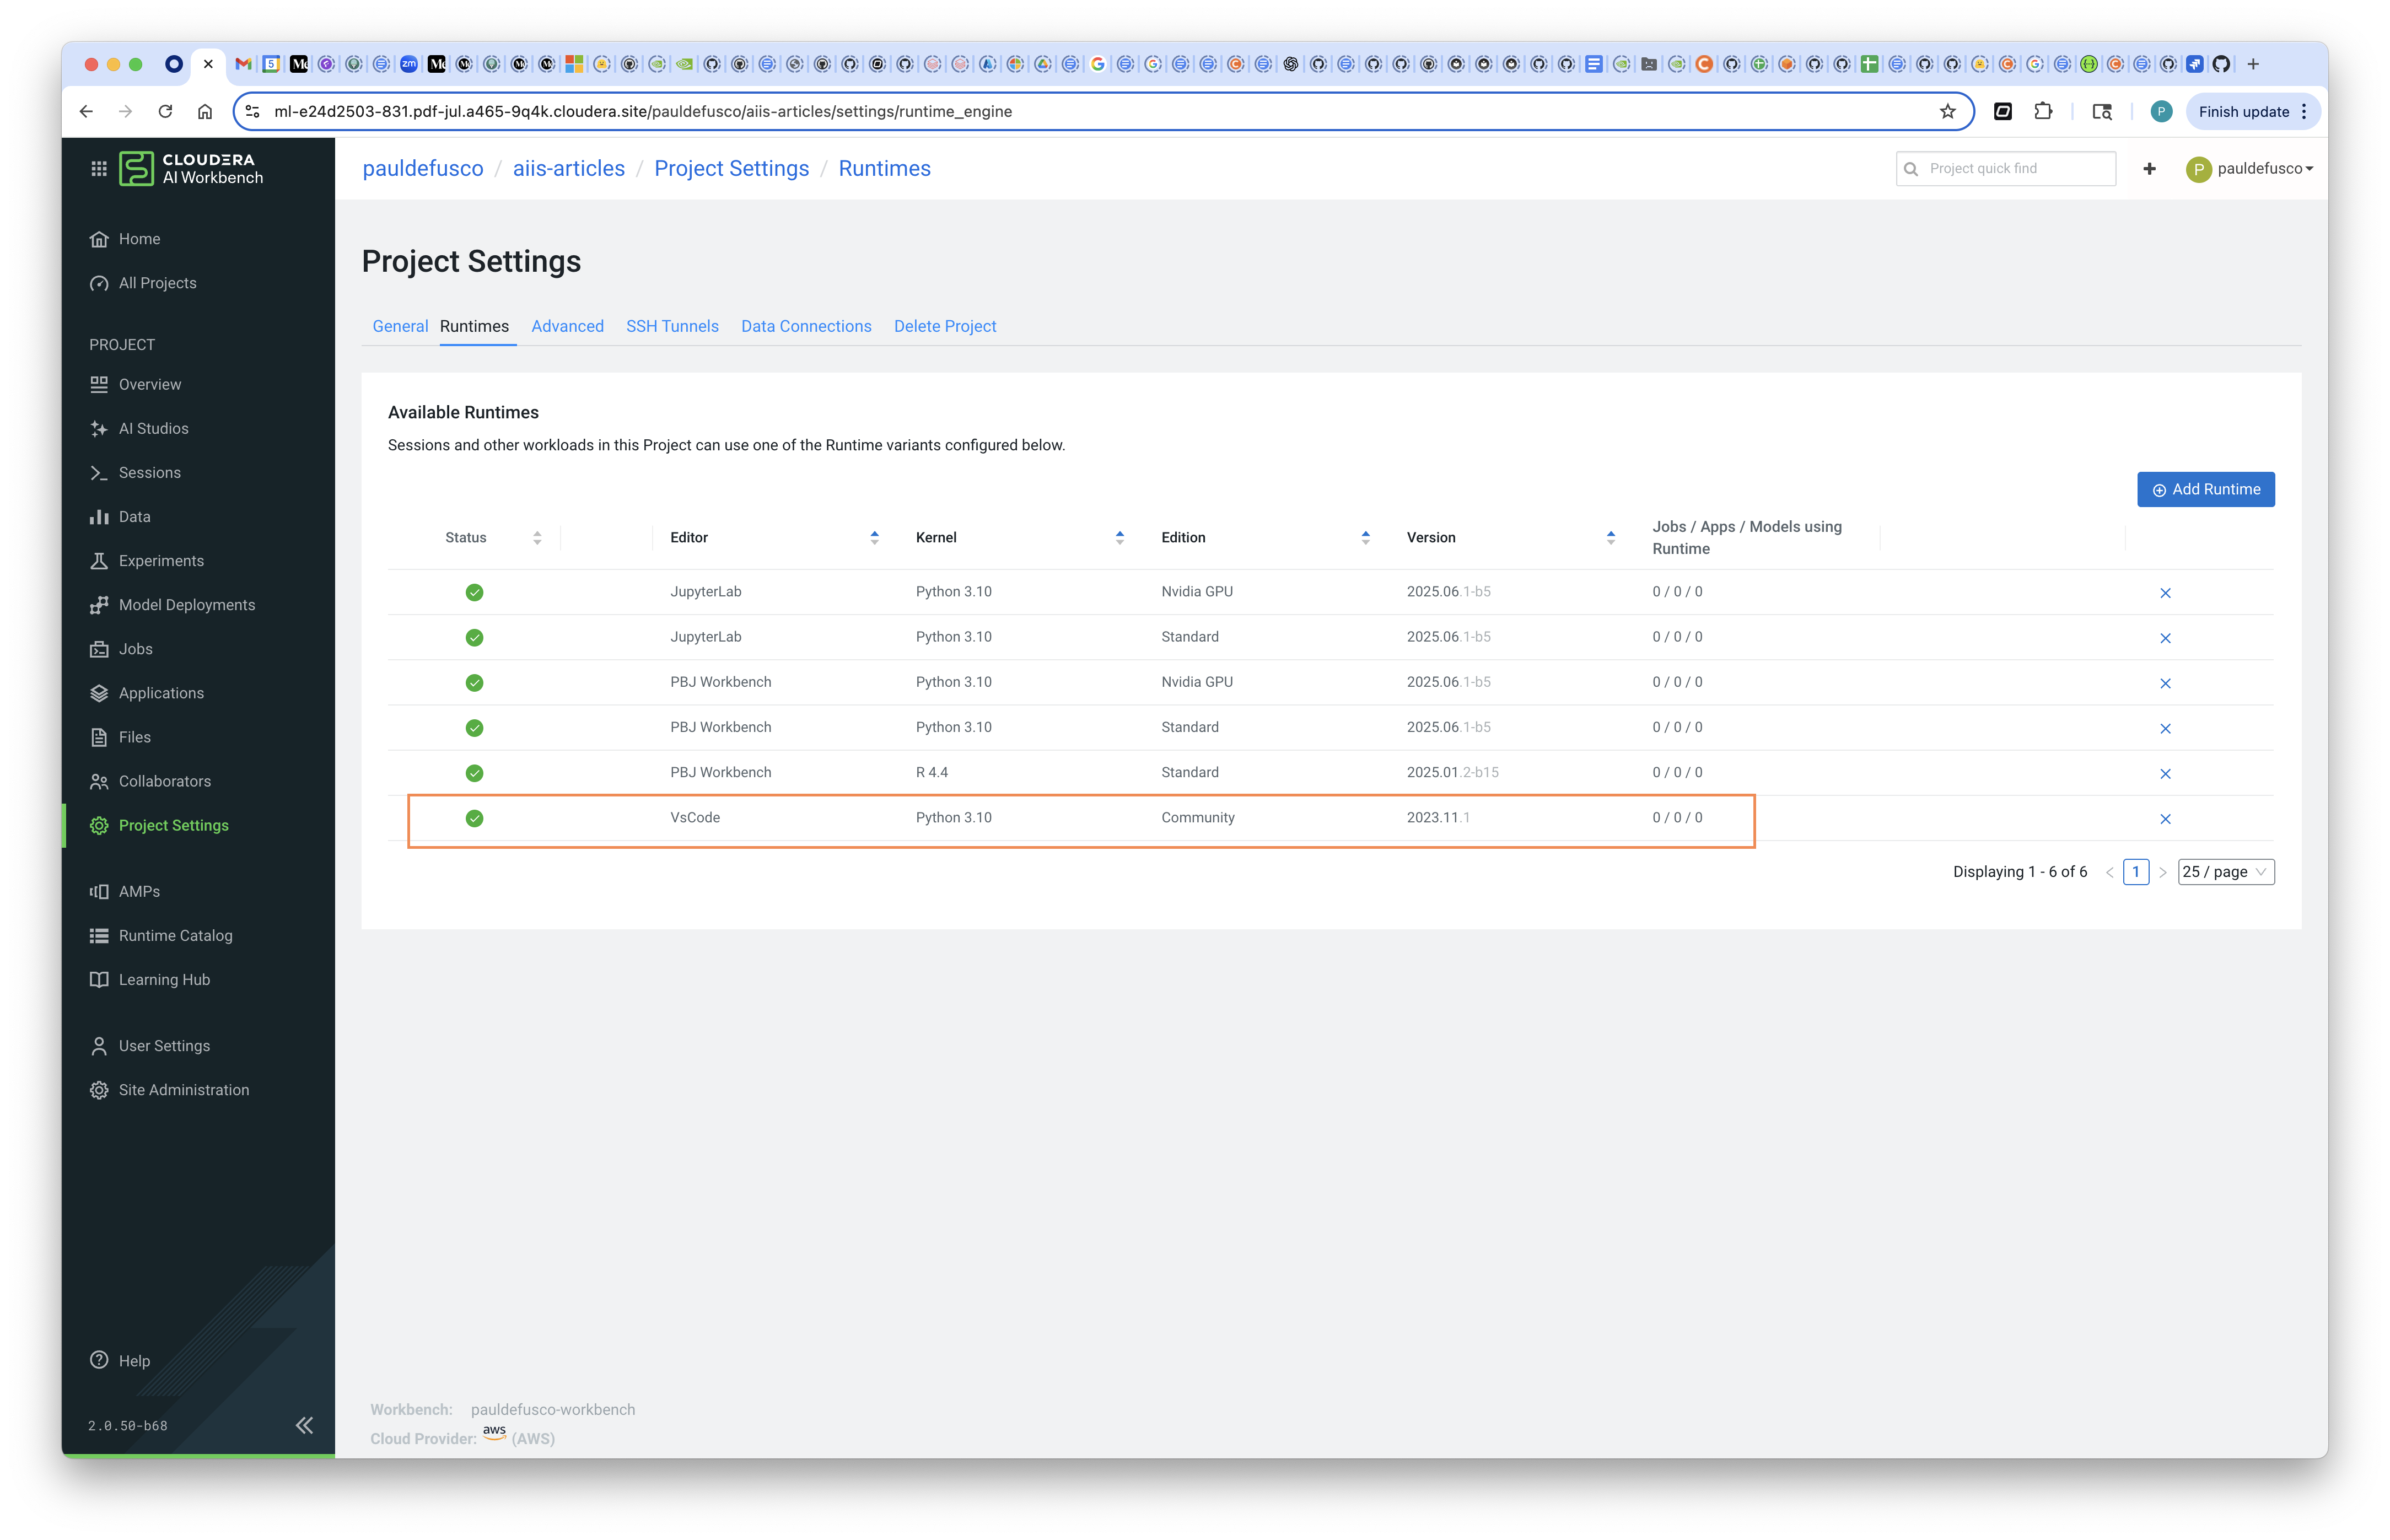 Finish update
ml-e24d2503-831.pdf-jul.a465-9q4k.cloudera.site/pauldefusco/aiis-articles/settings/runtime_engine
CLOUDERA
AI Workbench
Home
All Projects
PROJECT
Overview
AI Studios
Sessions
Data
Experiments
Model Deployments
Jobs
Applications
Files
Collaborators
Project Settings
AMPs
Runtime Catalog
Learning Hub
User Settings
Site Administration
Help
2.0.50-b68
pauldefusco / aiis-articles / Project Settings / Runtimes
Project quick find
P pauldefusco
Project Settings
General Runtimes Advanced SSH Tunnels Data Connections Delete Project
Available Runtimes
Sessions and other workloads in this Project can use one of the Runtime variants configured below.
Add Runtime
Status Editor Kernel Edition Version Jobs / Apps / Models using
Runtime
JupyterLab Python 3.10 Nvidia GPU 2025.06.1-b5 0 / 0 / 0
JupyterLab Python 3.10 Standard 2025.06.1-b5 0 / 0 / 0
PBJ Workbench Python 3.10 Nvidia GPU 2025.06.1-b5 0 / 0 / 0
PBJ Workbench Python 3.10 Standard 2025.06.1-b5 0 / 0 / 0
PBJ Workbench R 4.4 Standard 2025.01.2-b15 0 / 0 / 0
VsCode Python 3.10 Community 2023.11.1 0 / 0 / 0
Displaying 1 - 6 of 6 < 1 > 25 / page
Workbench: pauldefusco-workbench
Cloud Provider: aws (AWS)